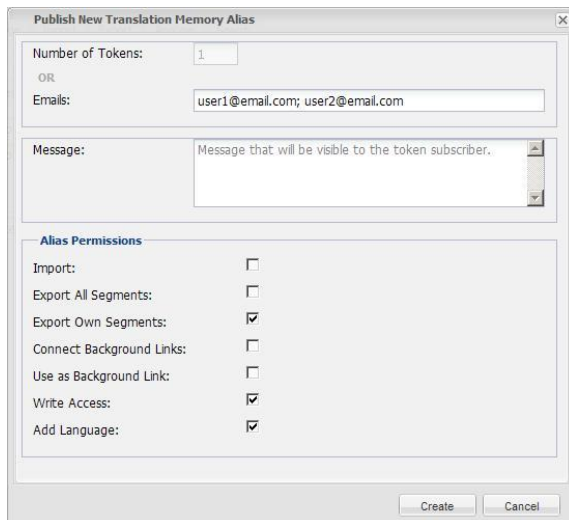 Publish New Translation Memory Alias
Number of Tokens: 1
OR
Emails: user1@email.com; user2@email.com
Message: Message that will be visible to the token subscriber.
Alias Permissions
Import:
Export All Segments:
Export Own Segments:
Connect Background Links:
Use as Background Link:
Write Access:
Add Language:
Create Cancel